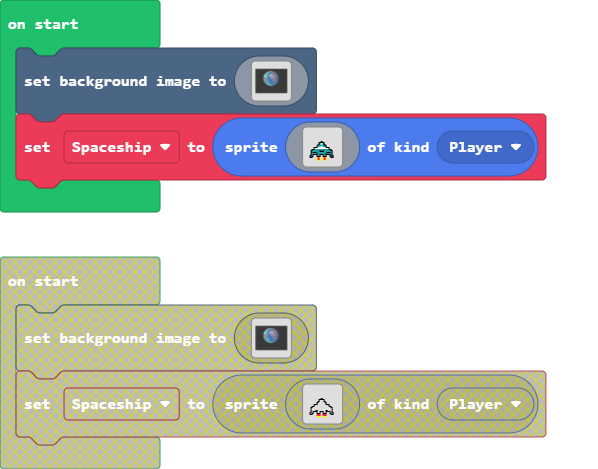 on start
set background image to
set Spaceship to sprite of kind Player
on start
set background image to
set Spaceship to sprite of kind Player